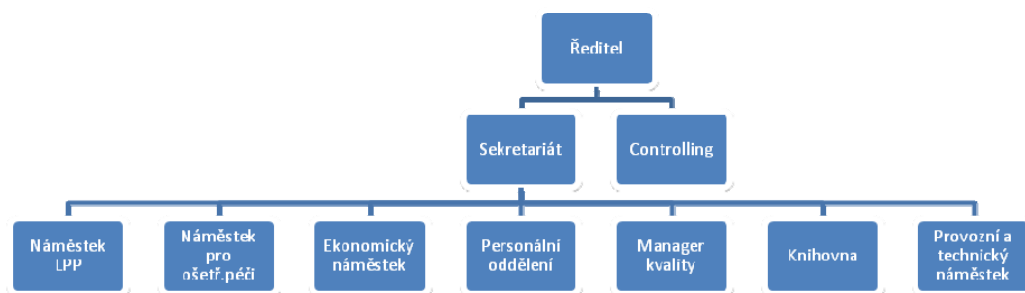 Ředitel
Sekretariát
Controlling
Náměstek
LPP
Náměstek
pro
ošetř.péči
Ekonomický
náměstek
Personální
oddělení
Manager
kvality
Knihovna
Provozní a
technický
náměstek